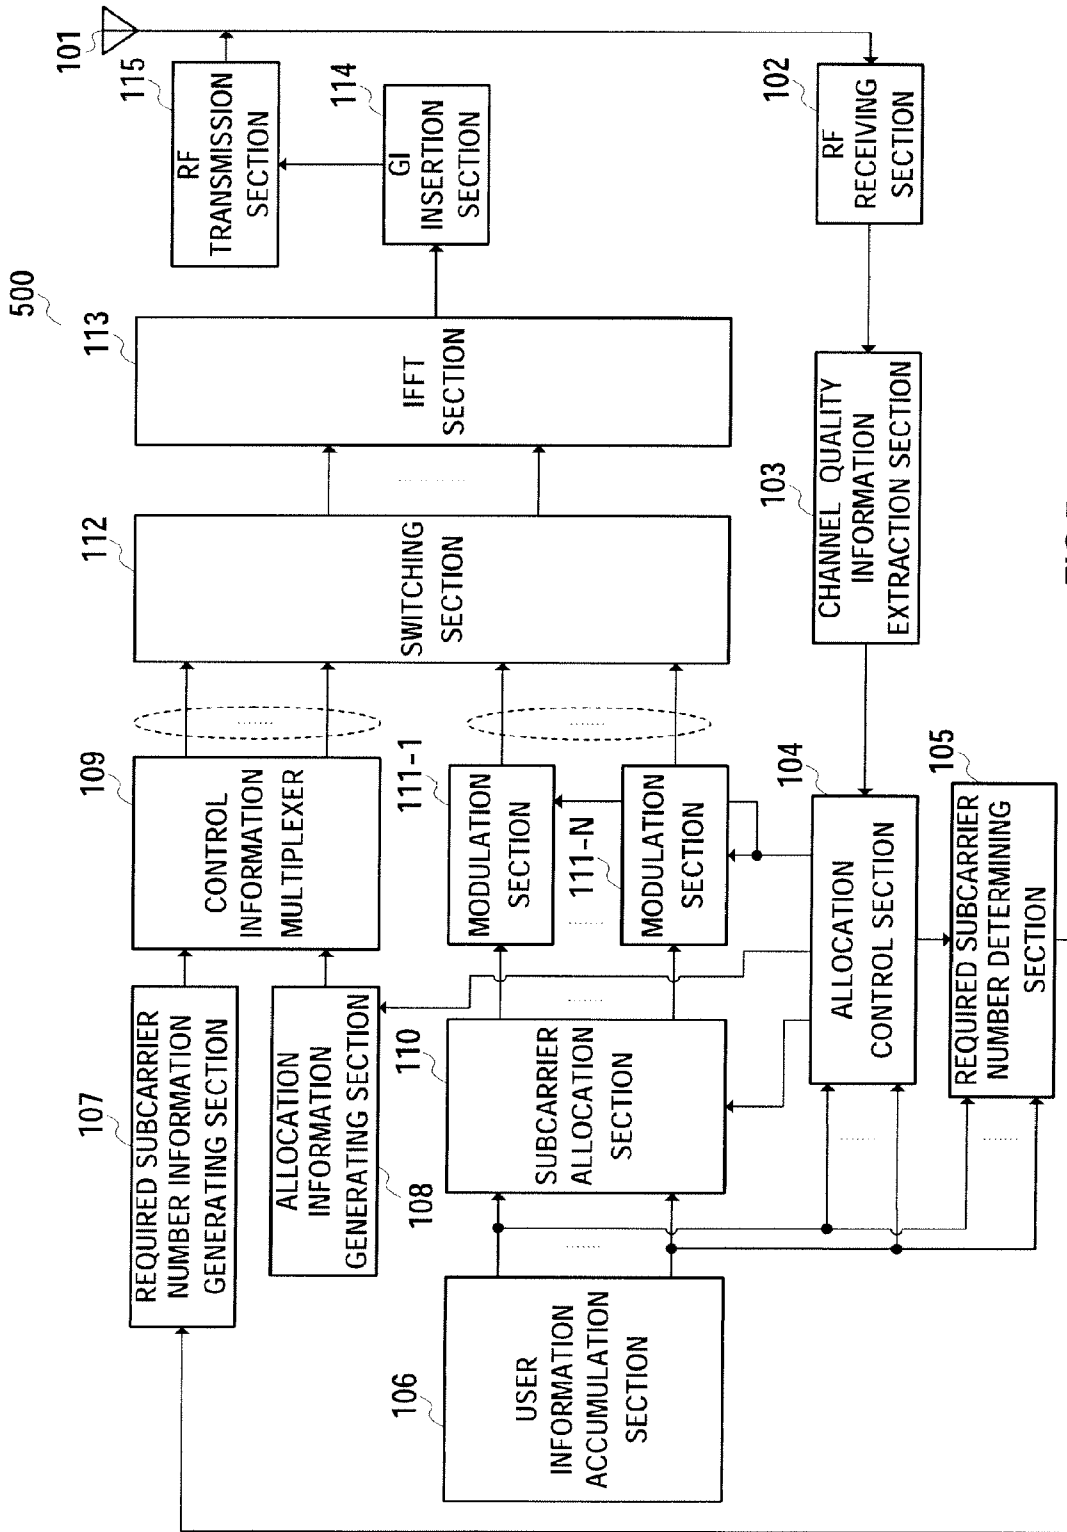 500
106
USER
INFORMATION
ACCUMULATION
SECTION
107
REQUIRED SUBCARRIER
NUMBER INFORMATION
GENERATING SECTION
ALLOCATION
INFORMATION
GENERATING SECTION
108
109
CONTROL
INFORMATION
MULTIPLEXER
110
SUBCARRIER
ALLOCATION
SECTION
111-1
MODULATION
SECTION
111-N
MODULATION
SECTION
112
SWITCHING
SECTION
113
IFFT
SECTION
114
GI
INSERTION
SECTION
115
RF
TRANSMISSION
SECTION
101
102
RF
RECEIVING
SECTION
103
CHANNEL QUALITY
INFORMATION
EXTRACTION SECTION
104
ALLOCATION
CONTROL SECTION
105
REQUIRED SUBCARRIER
NUMBER DETERMINING
SECTION